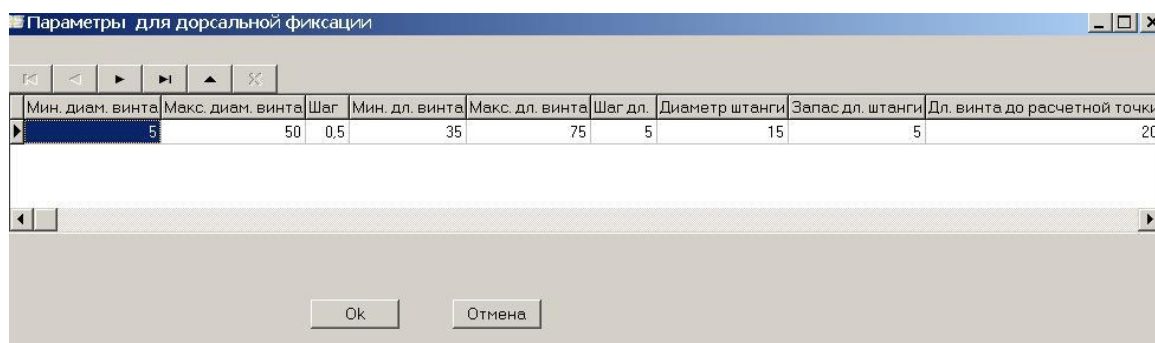 Параметры для дорсальной фиксации
Мин. диам. винта Макс. диам. винта Шаг Мин. дл. винта Макс. дл. винта Шаг дл. Диаметр штанги Запас дл. штанги Дл. винта до расчетной точки
5 50 0,5 35 75 5 15 5 20
Ok Отмена